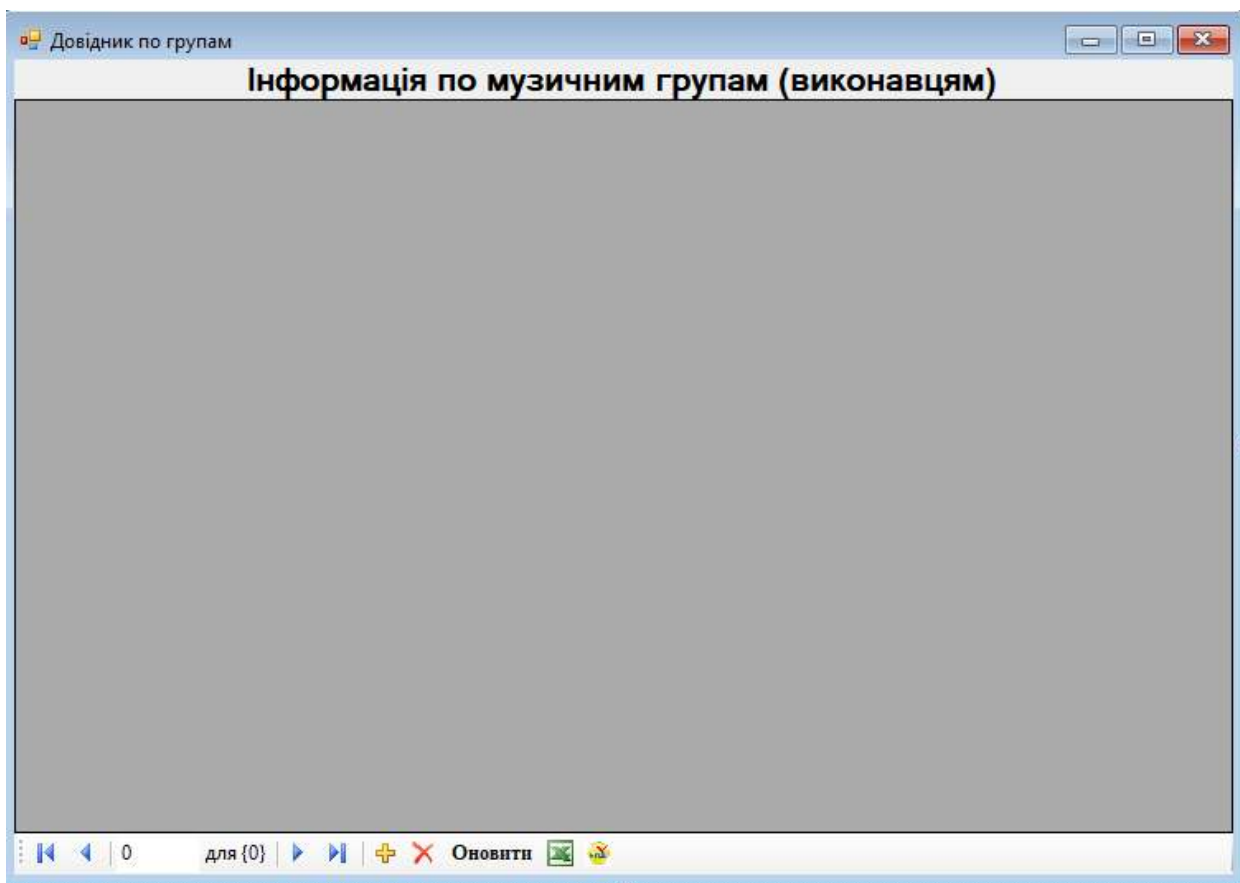 Довідник по групам
Інформація по музичним групам (виконавцям)
0 для {0} Оновити